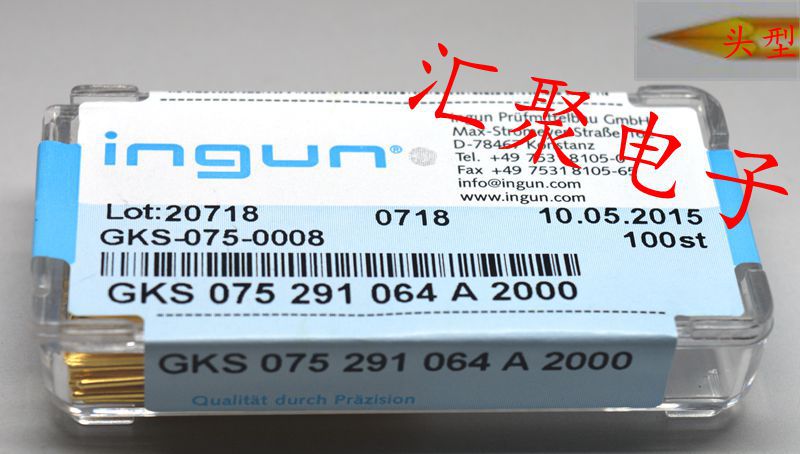 头型
汇聚电子
ingun®
ingun Prüfmittelbau GmbH
Max-Stromeyer-Straße
D-78467 Konstanz
Tel. +49 7531 8105-0
Fax +49 7531 8105-65
info@ingun.com
www.ingun.com
Lot:20718 0718 10.05.2015
GKS-075-0008 100st
GKS 075 291 064 A 2000
GKS 075 291 064 A 2000
Qualität durch Präzision